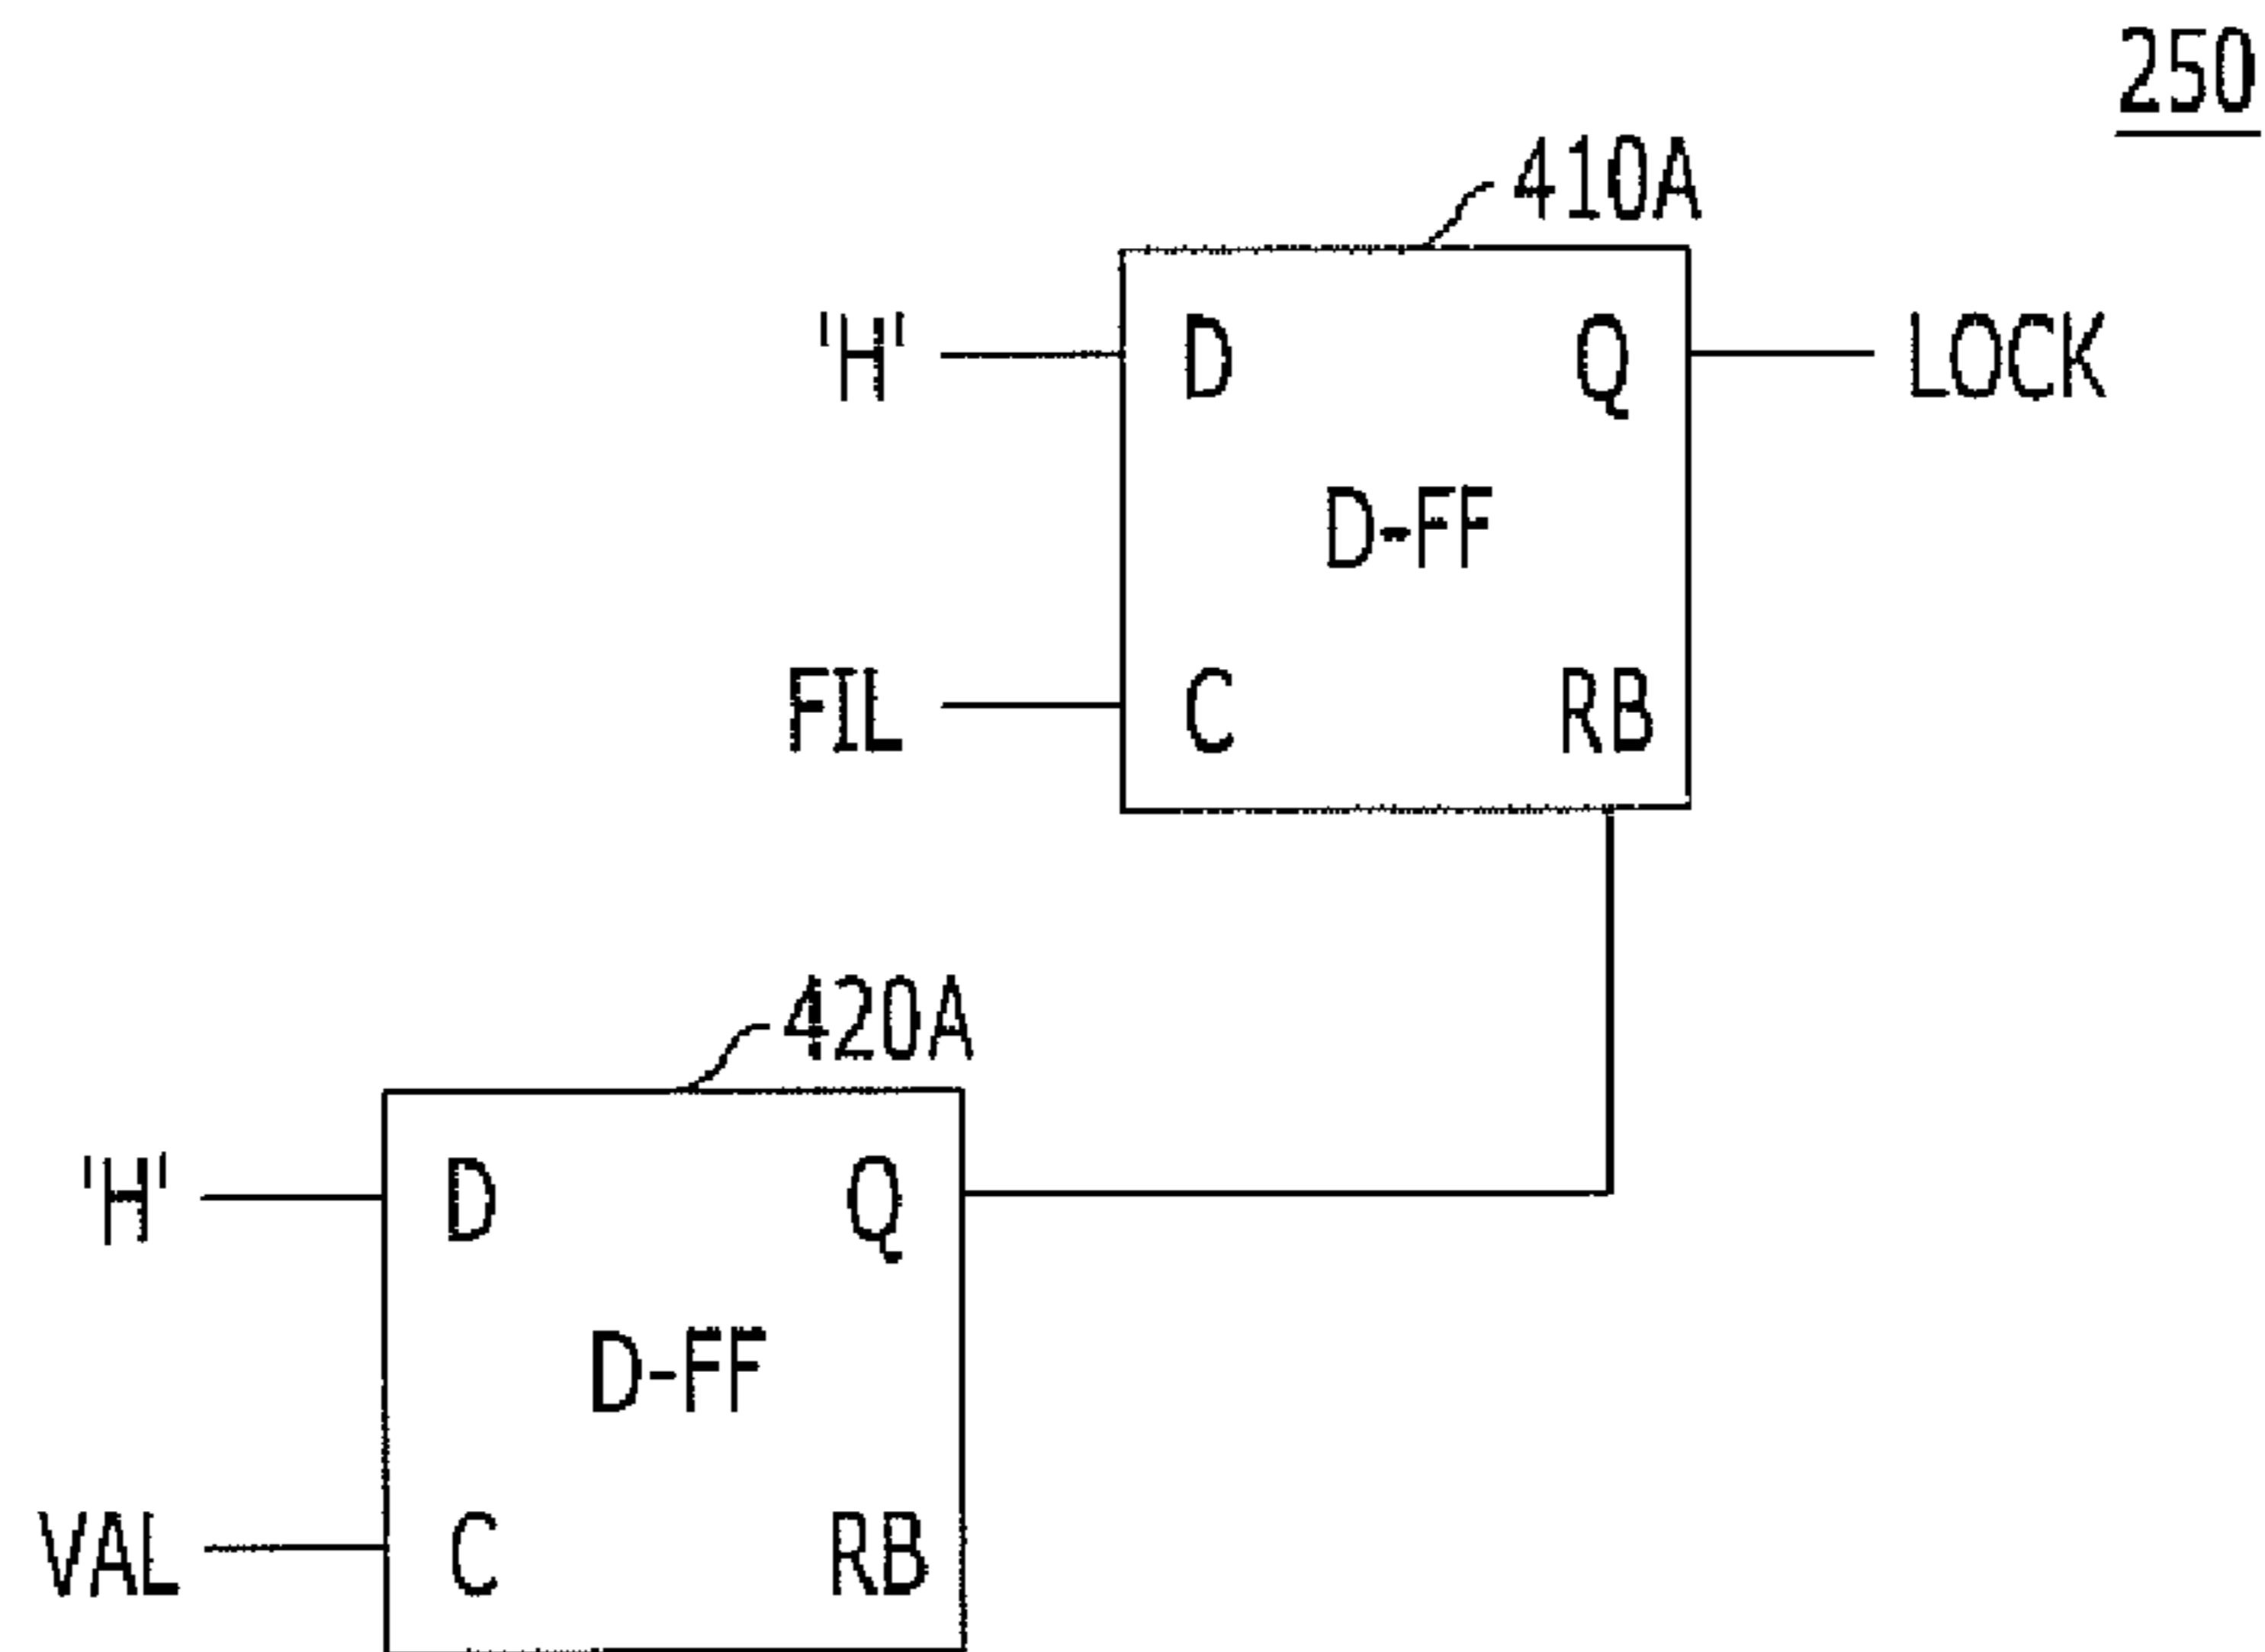 250
410A
'H' D Q LOCK
D-FF
FIL C RB
420A
'H' D Q
D-FF
VAL C RB